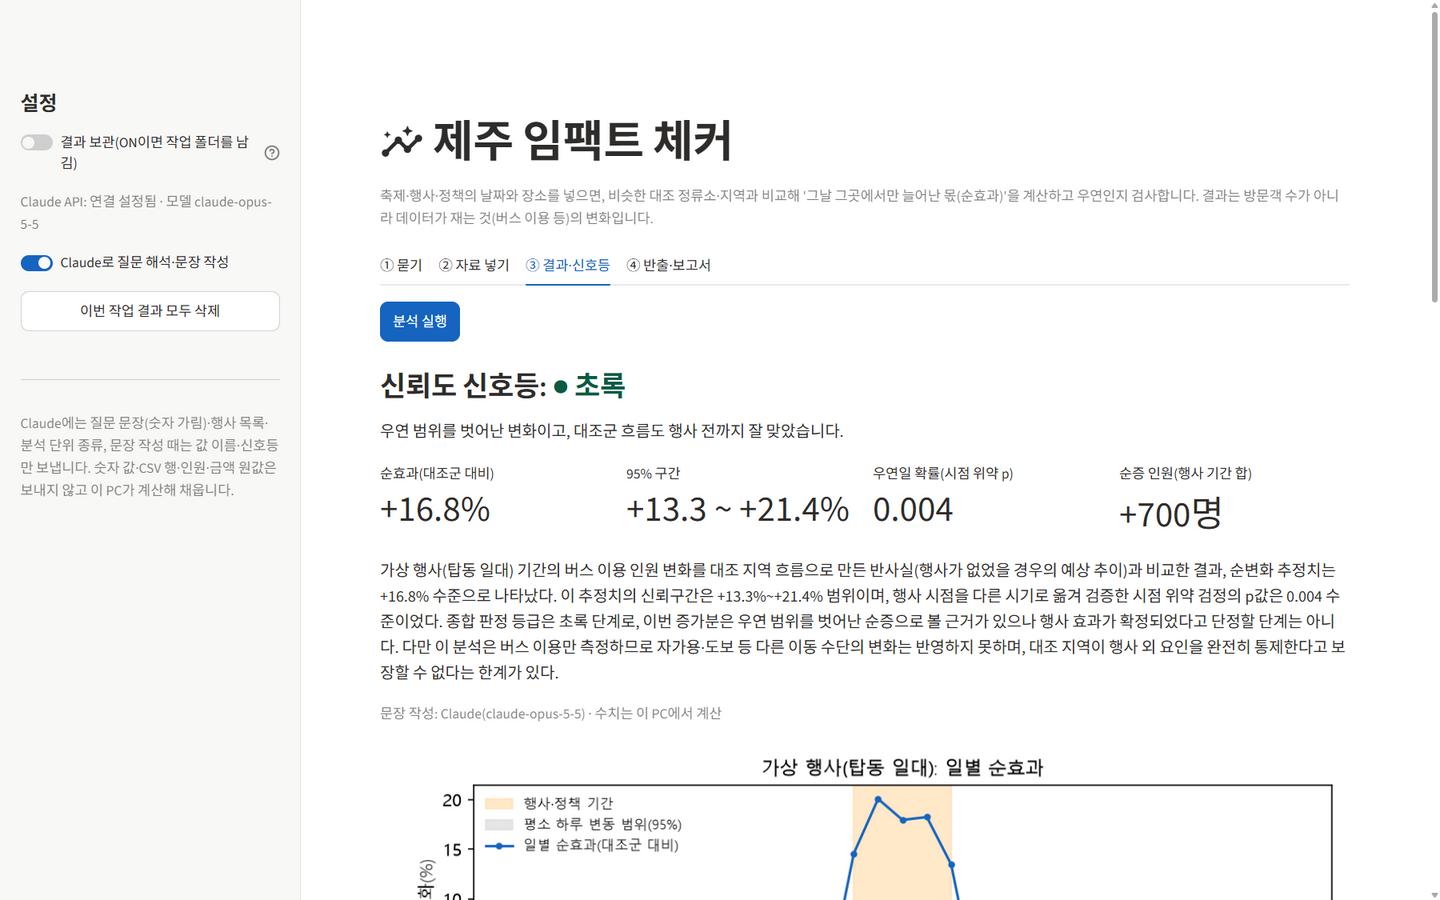 설정
결과 보관(ON이면 작업 폴더를 남
김)
Claude API: 연결 설정됨 · 모델 claude-opus-
5-5
Claude로 질문 해석·문장 작성
이번 작업 결과 모두 삭제
Claude에는 질문 문장(숫자 가림)·행사 목록·
분석 단위 종류, 문장 작성 때는 값 이름·신호등
만 보냅니다. 숫자 값·CSV 행·인원·금액 원값은
보내지 않고 이 PC가 계산해 채웁니다.
제주 임팩트 체커
축제·행사·정책의 날짜와 장소를 넣으면, 비슷한 대조 정류소·지역과 비교해 '그날 그곳에서만 늘어난 몫(순효과)'을 계산하고 우연인지 검사합니다. 결과는 방문객 수가 아니
라 데이터가 재는 것(버스 이용 등)의 변화입니다.
① 묻기 ② 자료 넣기 ③ 결과·신호등 ④ 반출·보고서
분석 실행
신뢰도 신호등: ● 초록
우연 범위를 벗어난 변화이고, 대조군 흐름도 행사 전까지 잘 맞았습니다.
순효과(대조군 대비) 95% 구간 우연일 확률(시점 위약 p) 순증 인원(행사 기간 합)
+16.8% +13.3 ~ +21.4% 0.004 +700명
가상 행사(탑동 일대) 기간의 버스 이용 인원 변화를 대조 지역 흐름으로 만든 반사실(행사가 없었을 경우의 예상 추이)과 비교한 결과, 순변화 추정치는
+16.8% 수준으로 나타났다. 이 추정치의 신뢰구간은 +13.3%~+21.4% 범위이며, 행사 시점을 다른 시기로 옮겨 검증한 시점 위약 검정의 p값은 0.004 수
준이었다. 종합 판정 등급은 초록 단계로, 이번 증가분은 우연 범위를 벗어난 순증으로 볼 근거가 있으나 행사 효과가 확정되었다고 단정할 단계는 아니
다. 다만 이 분석은 버스 이용만 측정하므로 자가용·도보 등 다른 이동 수단의 변화는 반영하지 못하며, 대조 지역이 행사 외 요인을 완전히 통제한다고 보
장할 수 없다는 한계가 있다.
문장 작성: Claude(claude-opus-5-5) · 수치는 이 PC에서 계산
가상 행사(탑동 일대): 일별 순효과
행사·정책 기간
평소 하루 변동 범위(95%)
일별 순효과(대조군 대비)
20
15
10
화(%)